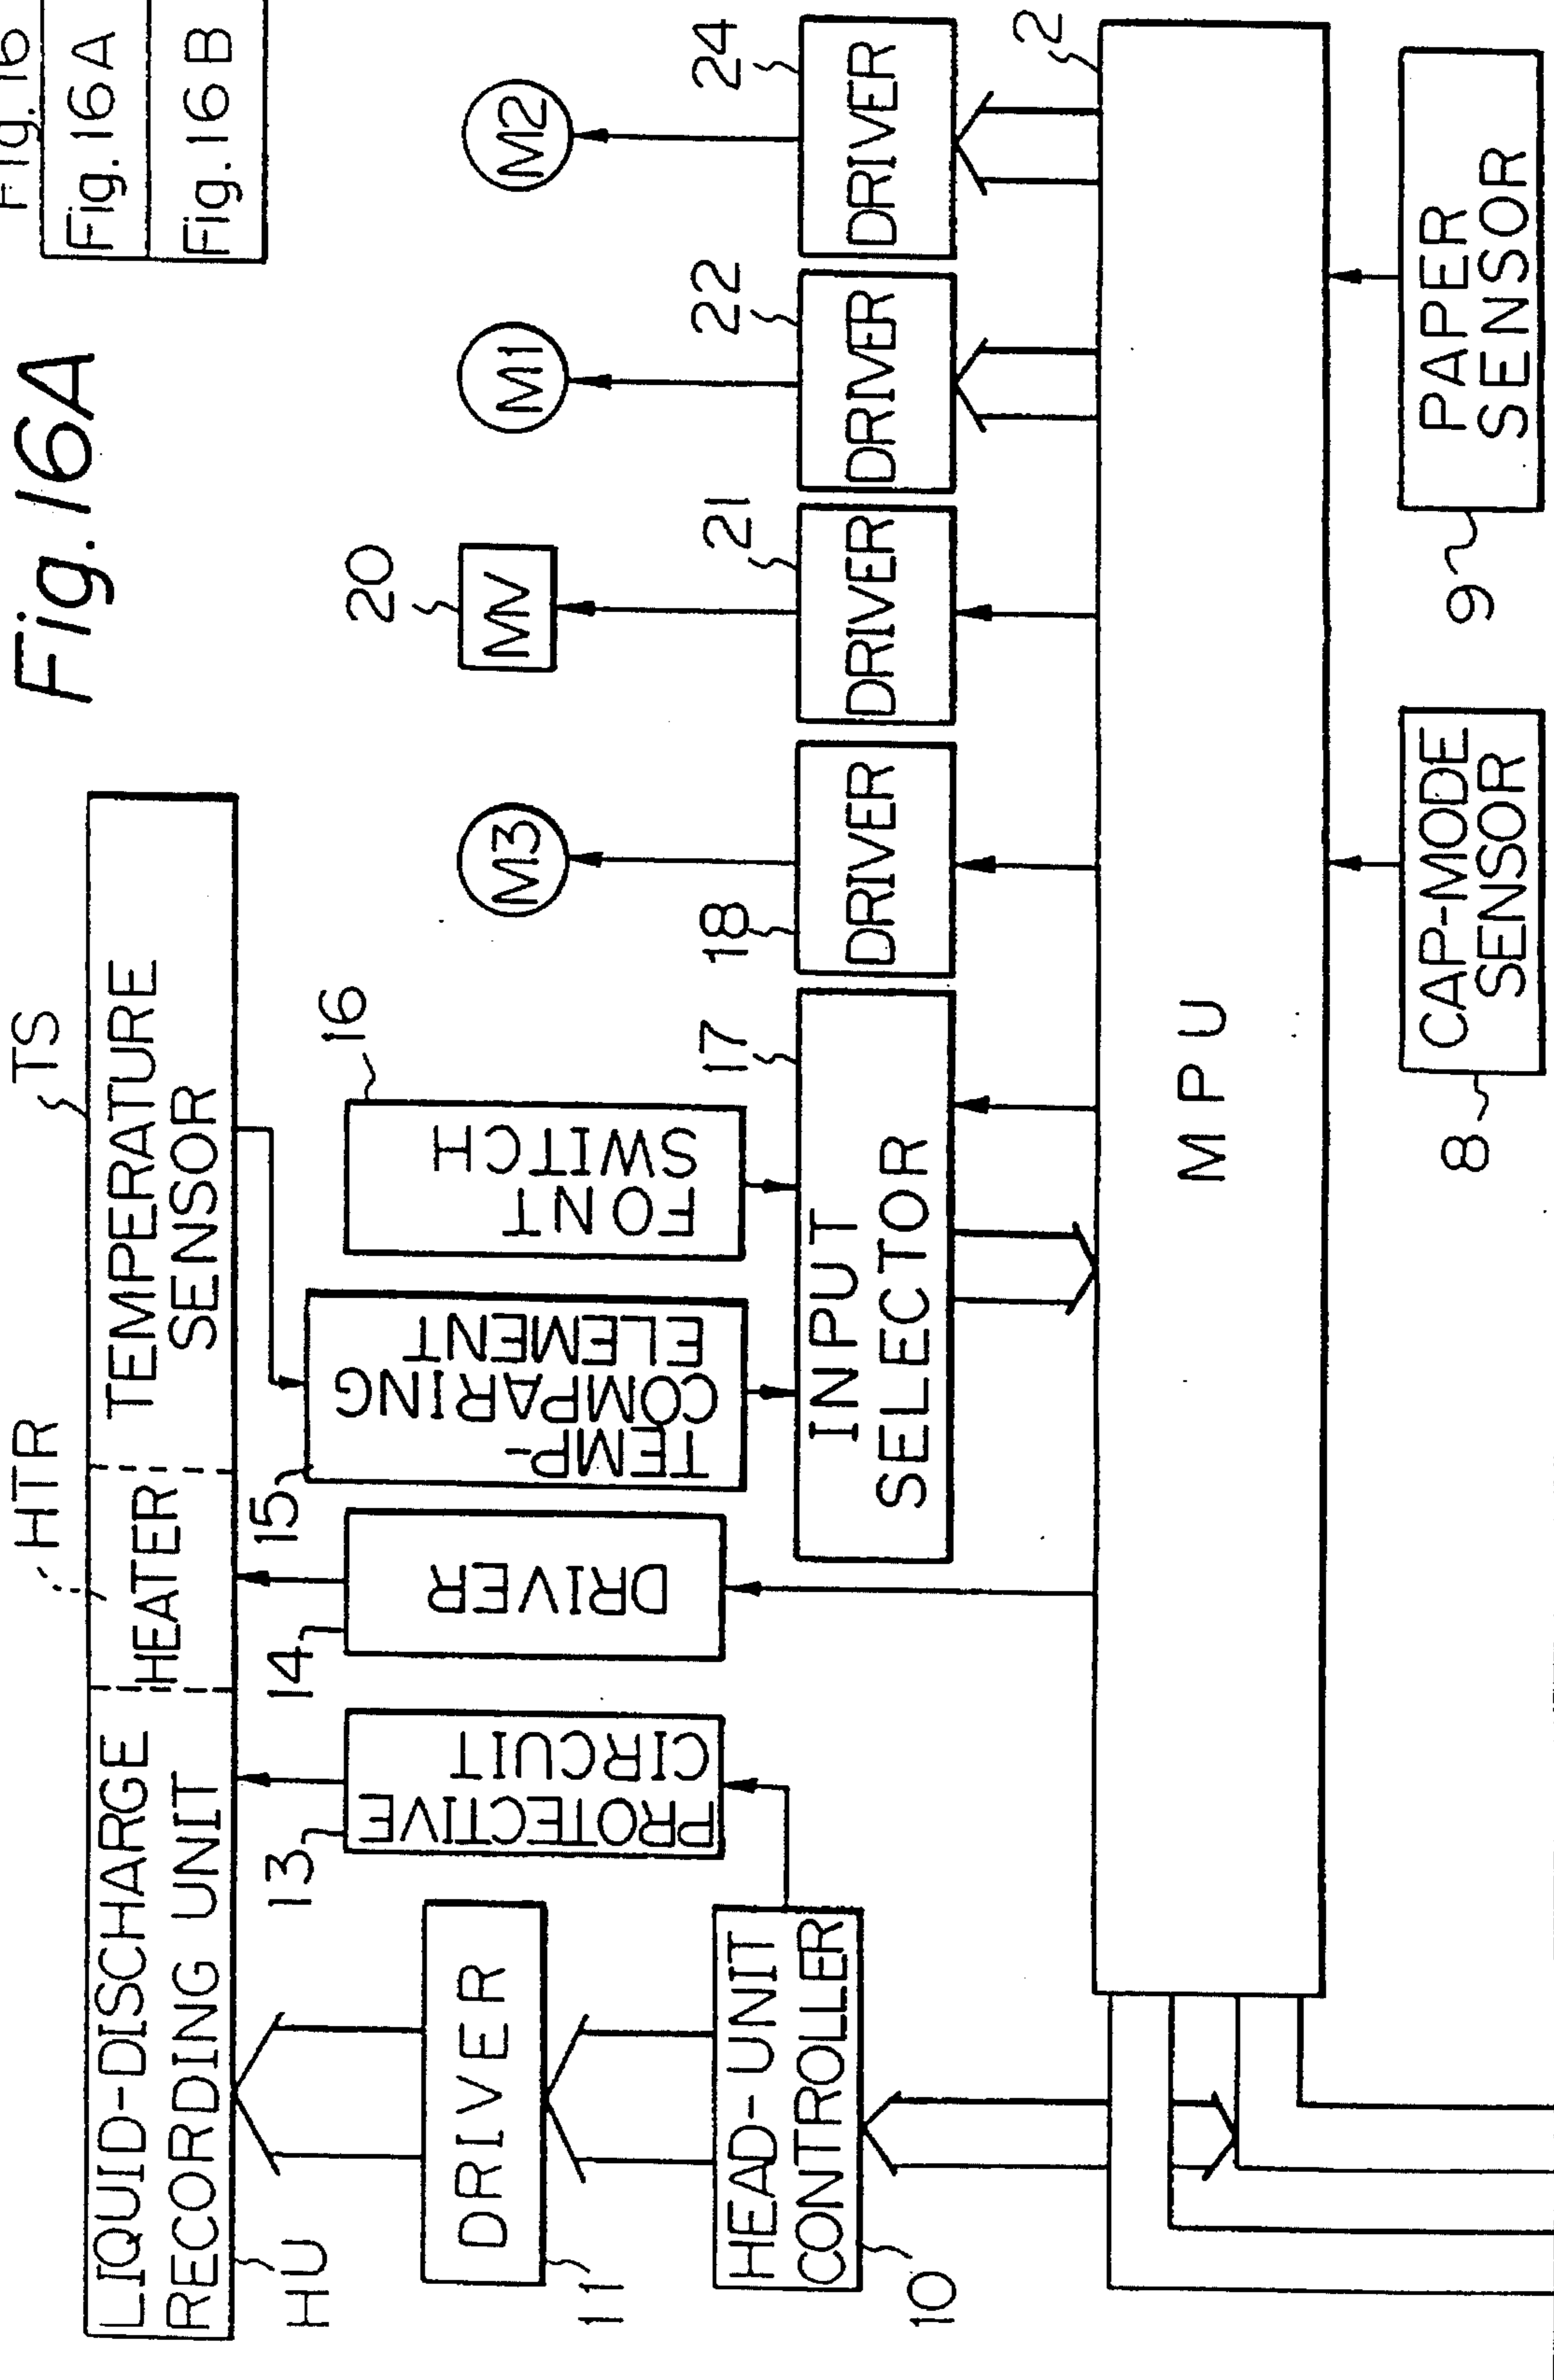 Fig. 16
Fig. 16A
Fig. 16B
Fig. 16A
HTR
TS
LIQUID-DISCHARGE
RECORDING UNIT
HEATER
TEMPERATURE
SENSOR
HU
DRIVER
11
HEAD-UNIT
CONTROLLER
10
13
PROTECTIVE
CIRCUIT
14
DRIVER
15
TEMP-
COMPARING
ELEMENT
16
FONT
SWITCH
17
INPUT
SELECTOR
M3
18
DRIVER
20
MV
21
DRIVER
M1
22
DRIVER
M2
24
DRIVER
2
MPU
8
CAP-MODE
SENSOR
9
PAPER
SENSOR